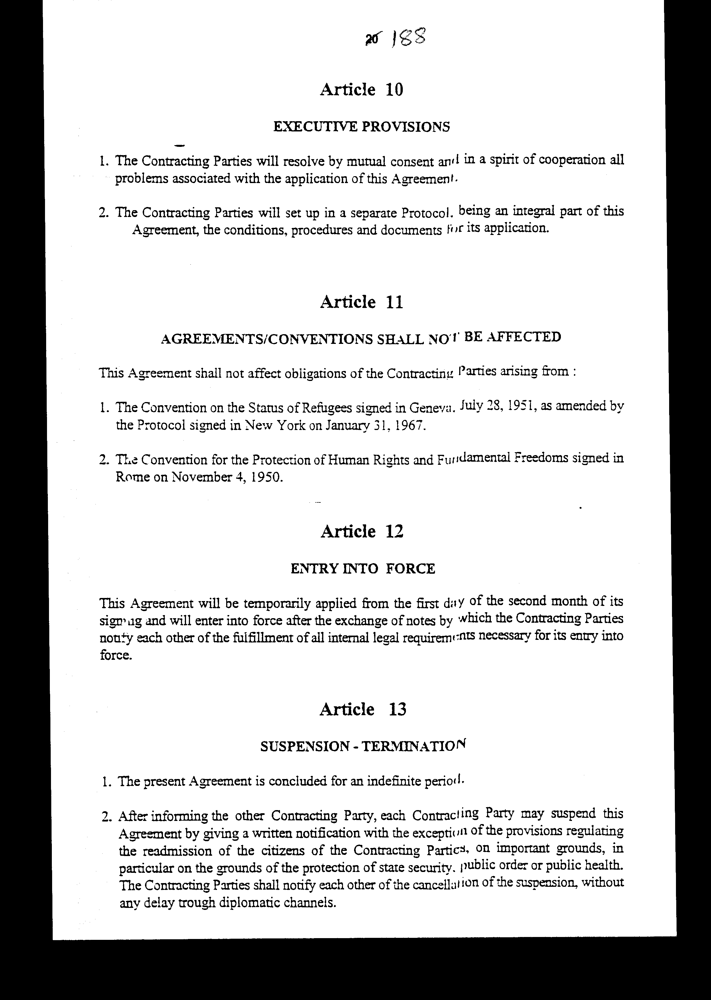 20 188
Article 10
EXECUTIVE PROVISIONS
1. The Contracting Parties will resolve by mutual consent and in a spirit of cooperation all
problems associated with the application of this Agreement.
2. The Contracting Parties will set up in a separate Protocol, being an integral part of this
Agreement, the conditions, procedures and documents for its application.
Article 11
AGREEMENTS/CONVENTIONS SHALL NOT BE AFFECTED
This Agreement shall not affect obligations of the Contracting Parties arising from :
1. The Convention on the Status of Refugees signed in Geneva, July 28, 1951, as amended by
the Protocol signed in New York on January 31, 1967.
2. The Convention for the Protection of Human Rights and Fundamental Freedoms signed in
Rome on November 4, 1950.
Article 12
ENTRY INTO FORCE
This Agreement will be temporarily applied from the first day of the second month of its
signing and will enter into force after the exchange of notes by which the Contracting Parties
notify each other of the fulfillment of all internal legal requirements necessary for its entry into
force.
Article 13
SUSPENSION - TERMINATION
1. The present Agreement is concluded for an indefinite period.
2. After informing the other Contracting Party, each Contracting Party may suspend this
Agreement by giving a written notification with the exception of the provisions regulating
the readmission of the citizens of the Contracting Parties, on important grounds, in
particular on the grounds of the protection of state security, public order or public health.
The Contracting Parties shall notify each other of the cancellation of the suspension, without
any delay trough diplomatic channels.